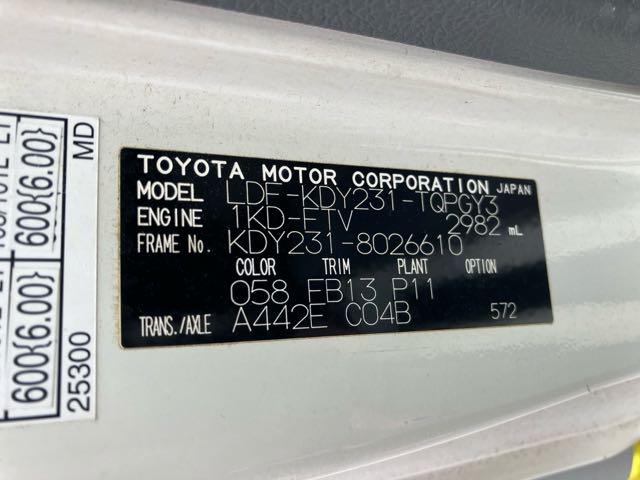 TOYOTA MOTOR CORPORATION JAPAN
MODEL LDF-KDY231-TQPGY3
ENGINE 1KD-FTV 2982 mL
FRAME No. KDY231-8026610
COLOR TRIM PLANT OPTION
058 FB13 P11
TRANS./AXLE A442E C04B 572
600{6.00}
600{6.00}
25300
MD